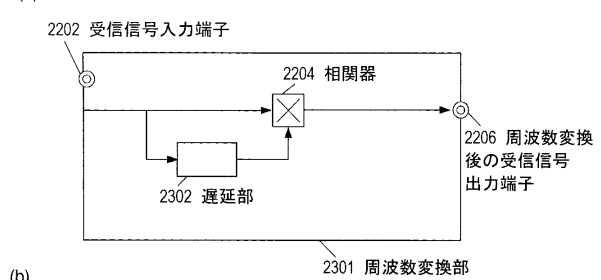 2202 受信信号入力端子
2204 相関器
2206 周波数変換
後の受信信号
出力端子
2302 遅延部
2301 周波数変換部
(b)